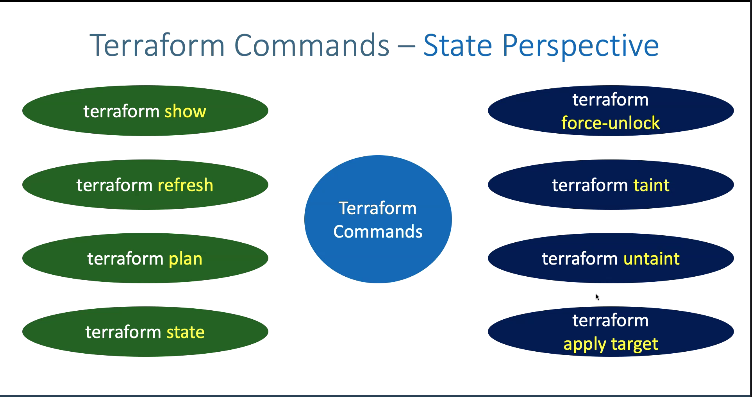 Terraform Commands – State Perspective
terraform show
terraform refresh
terraform plan
terraform state
Terraform
Commands
terraform
force-unlock
terraform taint
terraform untaint
terraform
apply target